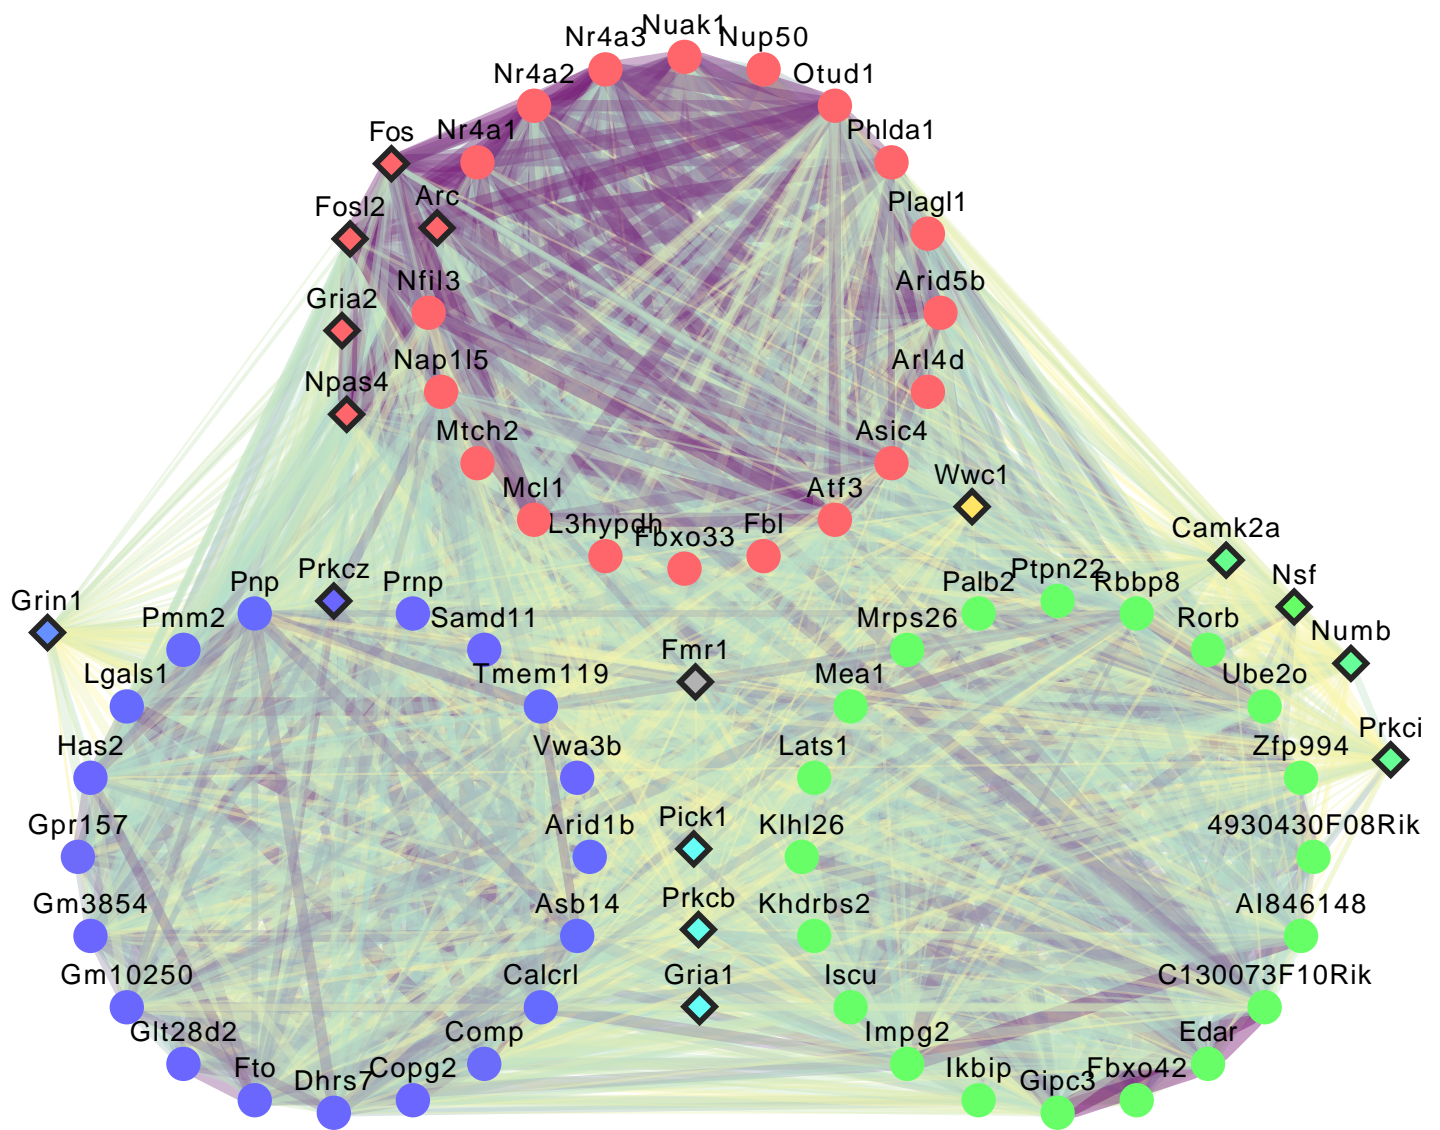 Nuak1
Nr4a3
Nup50
Nr4a2
Otud1
Fos
Nr4a1
Phlda1
Fosl2
Arc
Plagl1
Gria2
Nfil3
Arid5b
Npas4
Nap1l5
Arl4d
Mtch2
Asic4
Mcl1
Atf3
Wwc1
L3hypdh
Fbxo33
Fbl
Camk2a
Grin1
Pnp
Prkcz
Prnp
Palb2
Ptpn22
Rbbp8
Nsf
Pmm2
Samd11
Fmr1
Mrps26
Rorb
Numb
Lgals1
Tmem119
Mea1
Ube2o
Has2
Vwa3b
Lats1
Zfp994
Prkci
Gpr157
Arid1b
Pick1
Klhl26
4930430F08Rik
Gm3854
Asb14
Prkcb
Khdrbs2
AI846148
Gm10250
Calcrl
Gria1
Iscu
C130073F10Rik
Glt28d2
Comp
Impg2
Edar
Fto
Dhrs7
Copg2
Ikbip
Gipc3
Fbxo42